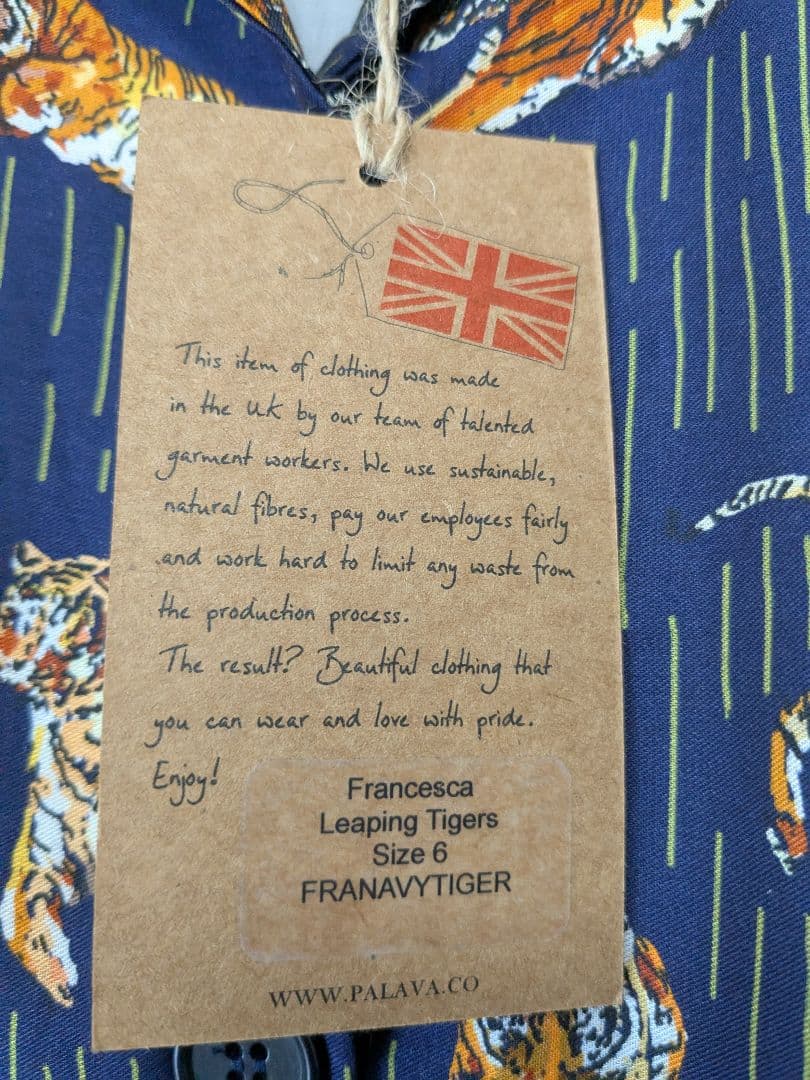 This item of clothing was made
in the UK by our team of talented
garment workers. We use sustainable,
natural fibres, pay our employees fairly
and work hard to limit any waste from
the production process.
The result? Beautiful clothing that
you can wear and love with pride.
Enjoy!
Francesca
Leaping Tigers
Size 6
FRANAVYTIGER
WWW.PALAVA.CO